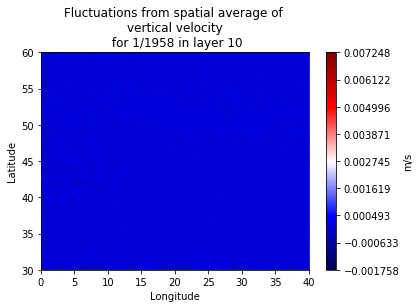 Fluctuations from spatial average of
vertical velocity
for 1/1958 in layer 10
60
55
50
45
40
35
30
Latitude
0 5 10 15 20 25 30 35 40
Longitude
0.007248
0.006122
0.004996
0.003871
0.002745
0.001619
0.000493
−0.000633
−0.001758
m/s